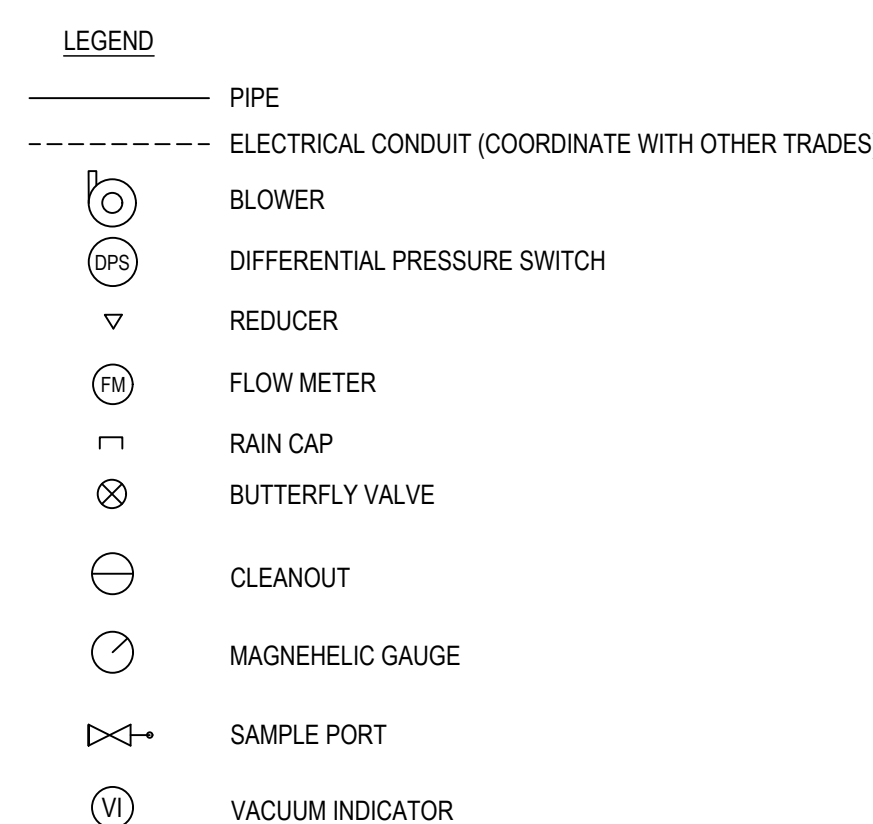 LEGEND
PIPE
ELECTRICAL CONDUIT (COORDINATE WITH OTHER TRADES)
BLOWER
DPS DIFFERENTIAL PRESSURE SWITCH
REDUCER
FM FLOW METER
RAIN CAP
BUTTERFLY VALVE
CLEANOUT
MAGNEHELIC GAUGE
SAMPLE PORT
VI VACUUM INDICATOR